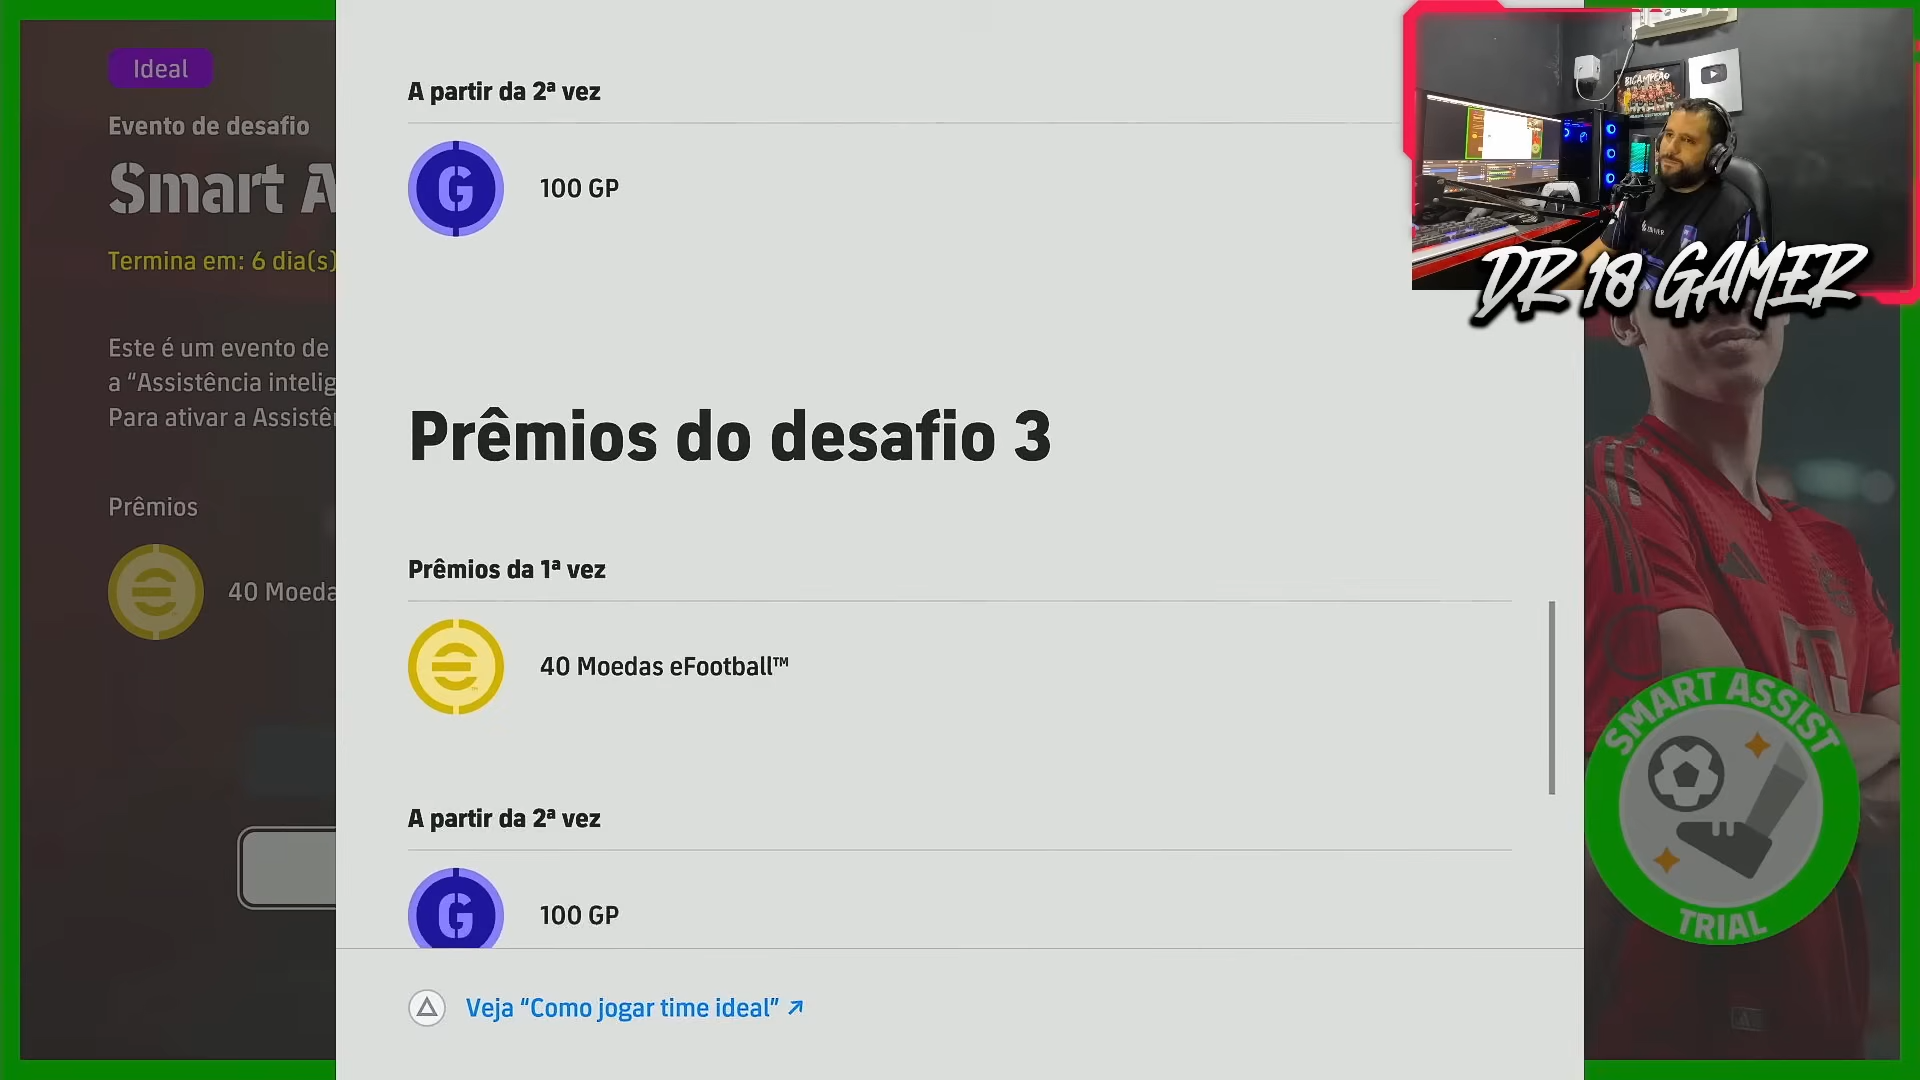 Ideal
Evento de desafio
Smart A
Termina em: 6 dia(s)
Este é um evento de
a “Assistência intelig
Para ativar a Assistê
Prêmios
40 Moeda
A partir da 2ª vez
G
100 GP
Prêmios do desafio 3
Prêmios da 1ª vez
40 Moedas eFootball™
A partir da 2ª vez
G
100 GP
△ Veja “Como jogar time ideal” ↗
BICAMPEÃO
DR 18 GAMER
SMART ASSIST
TRIAL